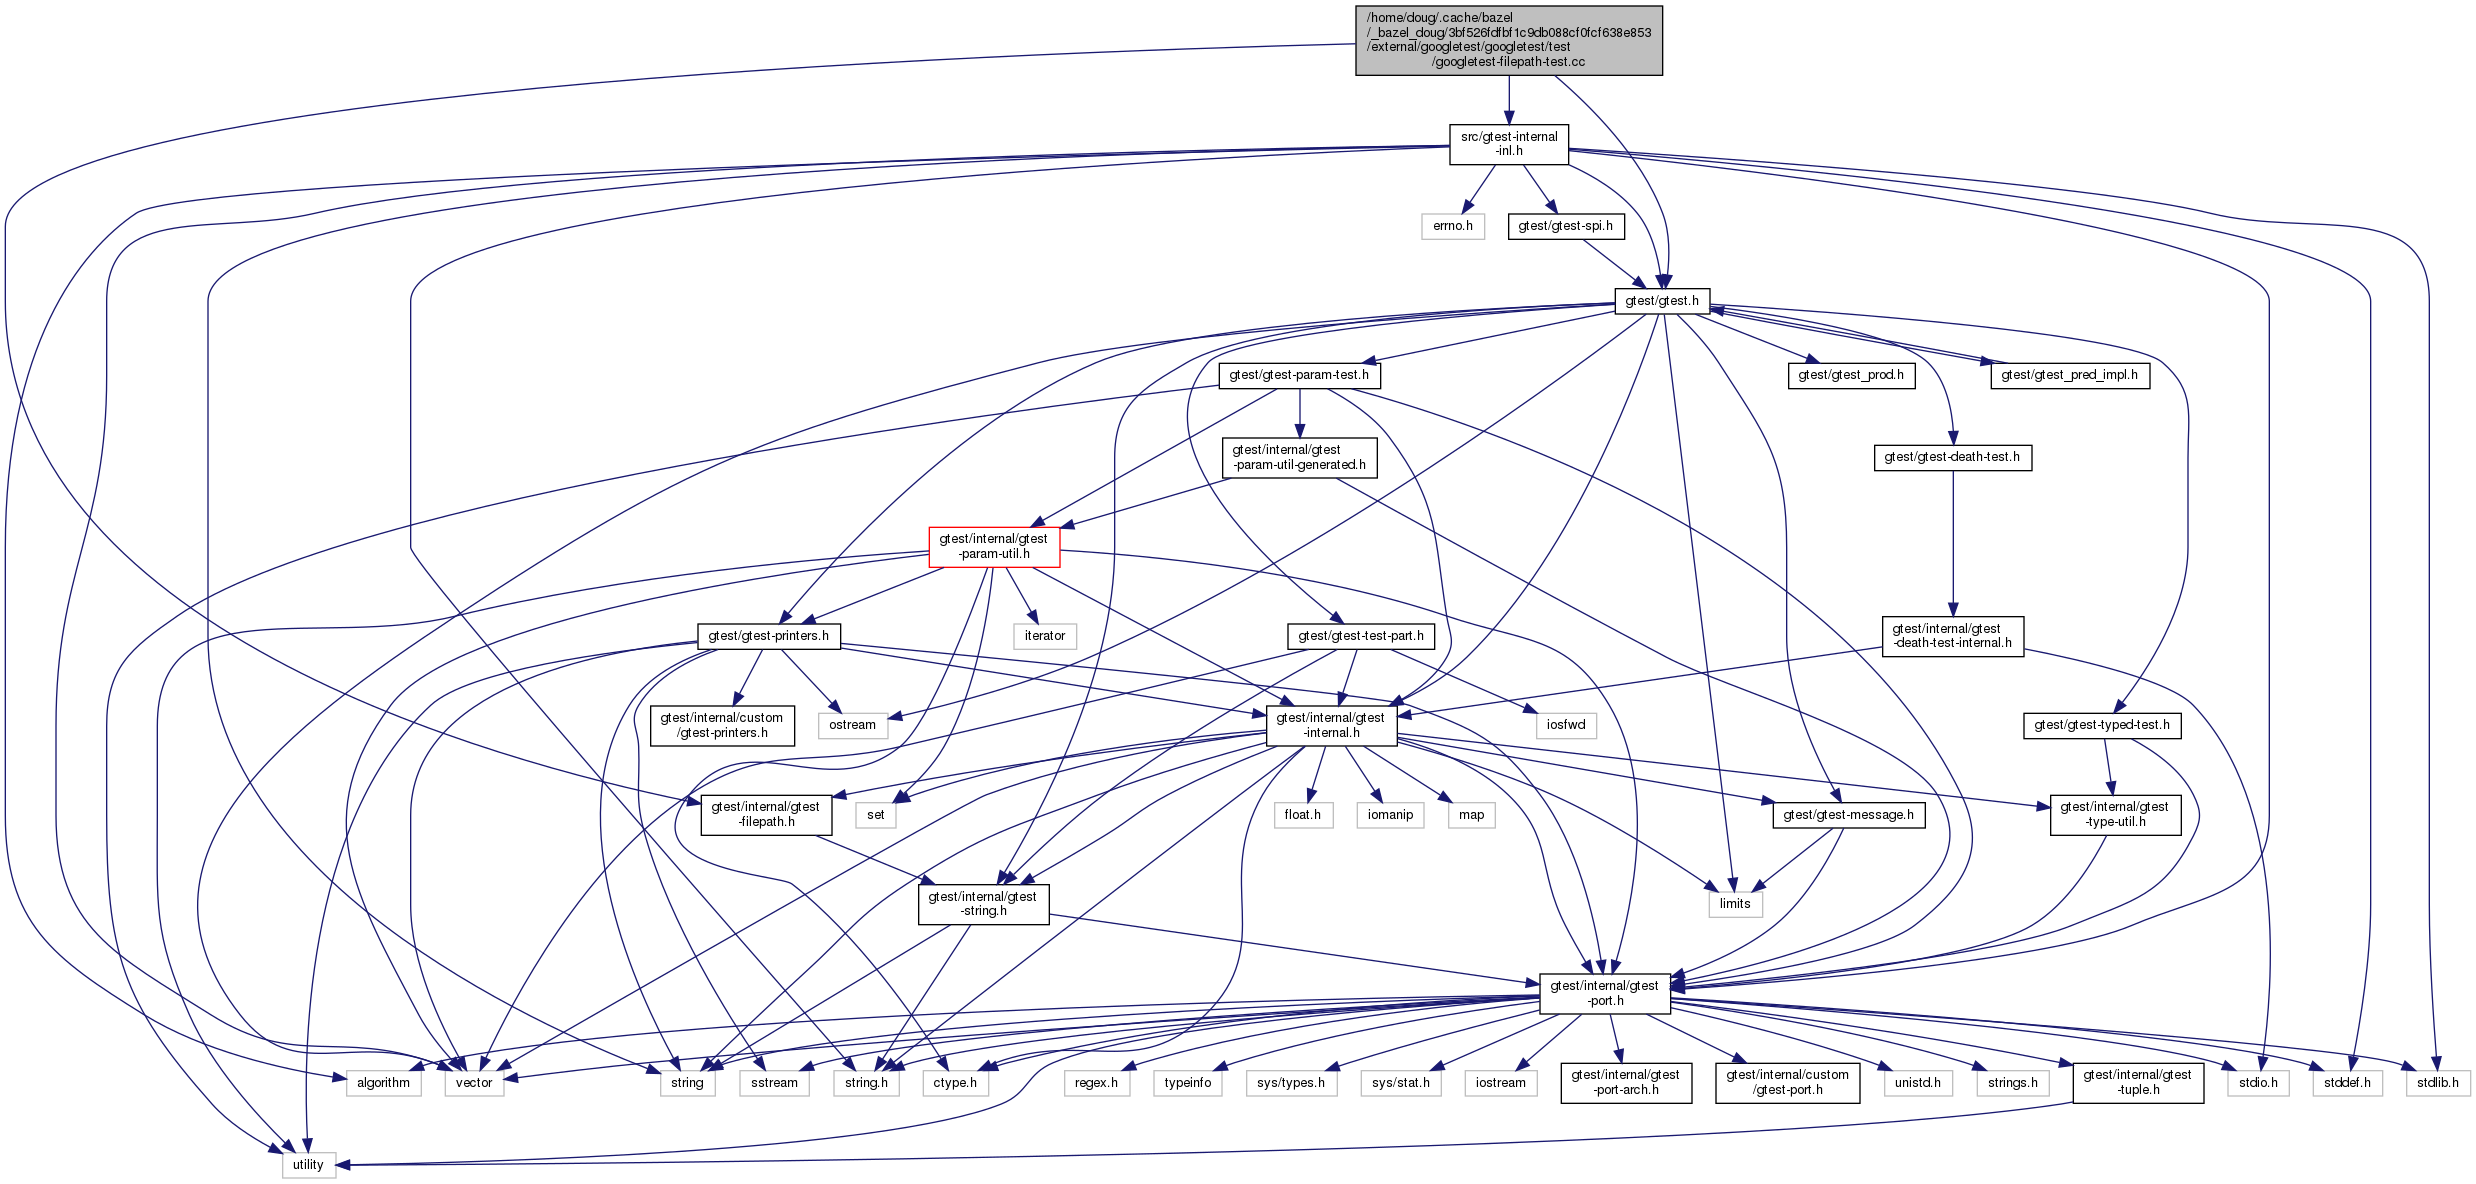 /home/doug/.cache/bazel
/_bazel_doug/3bf526fdfbf1c9db088cf0fcf638e853
/external/googletest/googletest/test
/googletest-filepath-test.cc
src/gtest-internal
-inl.h
errno.h
gtest/gtest-spi.h
gtest/gtest.h
gtest/gtest-param-test.h
gtest/gtest_prod.h
gtest/gtest_pred_impl.h
gtest/internal/gtest
-param-util-generated.h
gtest/gtest-death-test.h
gtest/internal/gtest
-param-util.h
gtest/gtest-printers.h
iterator
gtest/gtest-test-part.h
gtest/internal/gtest
-death-test-internal.h
gtest/internal/custom
/gtest-printers.h
ostream
gtest/internal/gtest
-internal.h
iosfwd
gtest/gtest-typed-test.h
gtest/internal/gtest
-filepath.h
set
float.h
iomanip
map
gtest/gtest-message.h
gtest/internal/gtest
-type-util.h
gtest/internal/gtest
-string.h
limits
gtest/internal/gtest
-port.h
algorithm
vector
string
sstream
string.h
ctype.h
regex.h
typeinfo
sys/types.h
sys/stat.h
iostream
gtest/internal/gtest
-port-arch.h
gtest/internal/custom
/gtest-port.h
unistd.h
strings.h
gtest/internal/gtest
-tuple.h
stdio.h
stddef.h
stdlib.h
utility